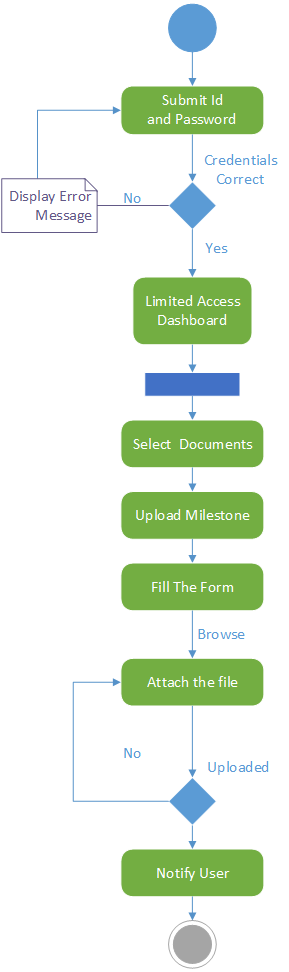 Submit Id
and Password
Credentials
Correct
Display Error
Message
No
Yes
Limited Access
Dashboard
Select Documents
Upload Milestone
Fill The Form
Browse
Attach the file
No
Uploaded
Notify User